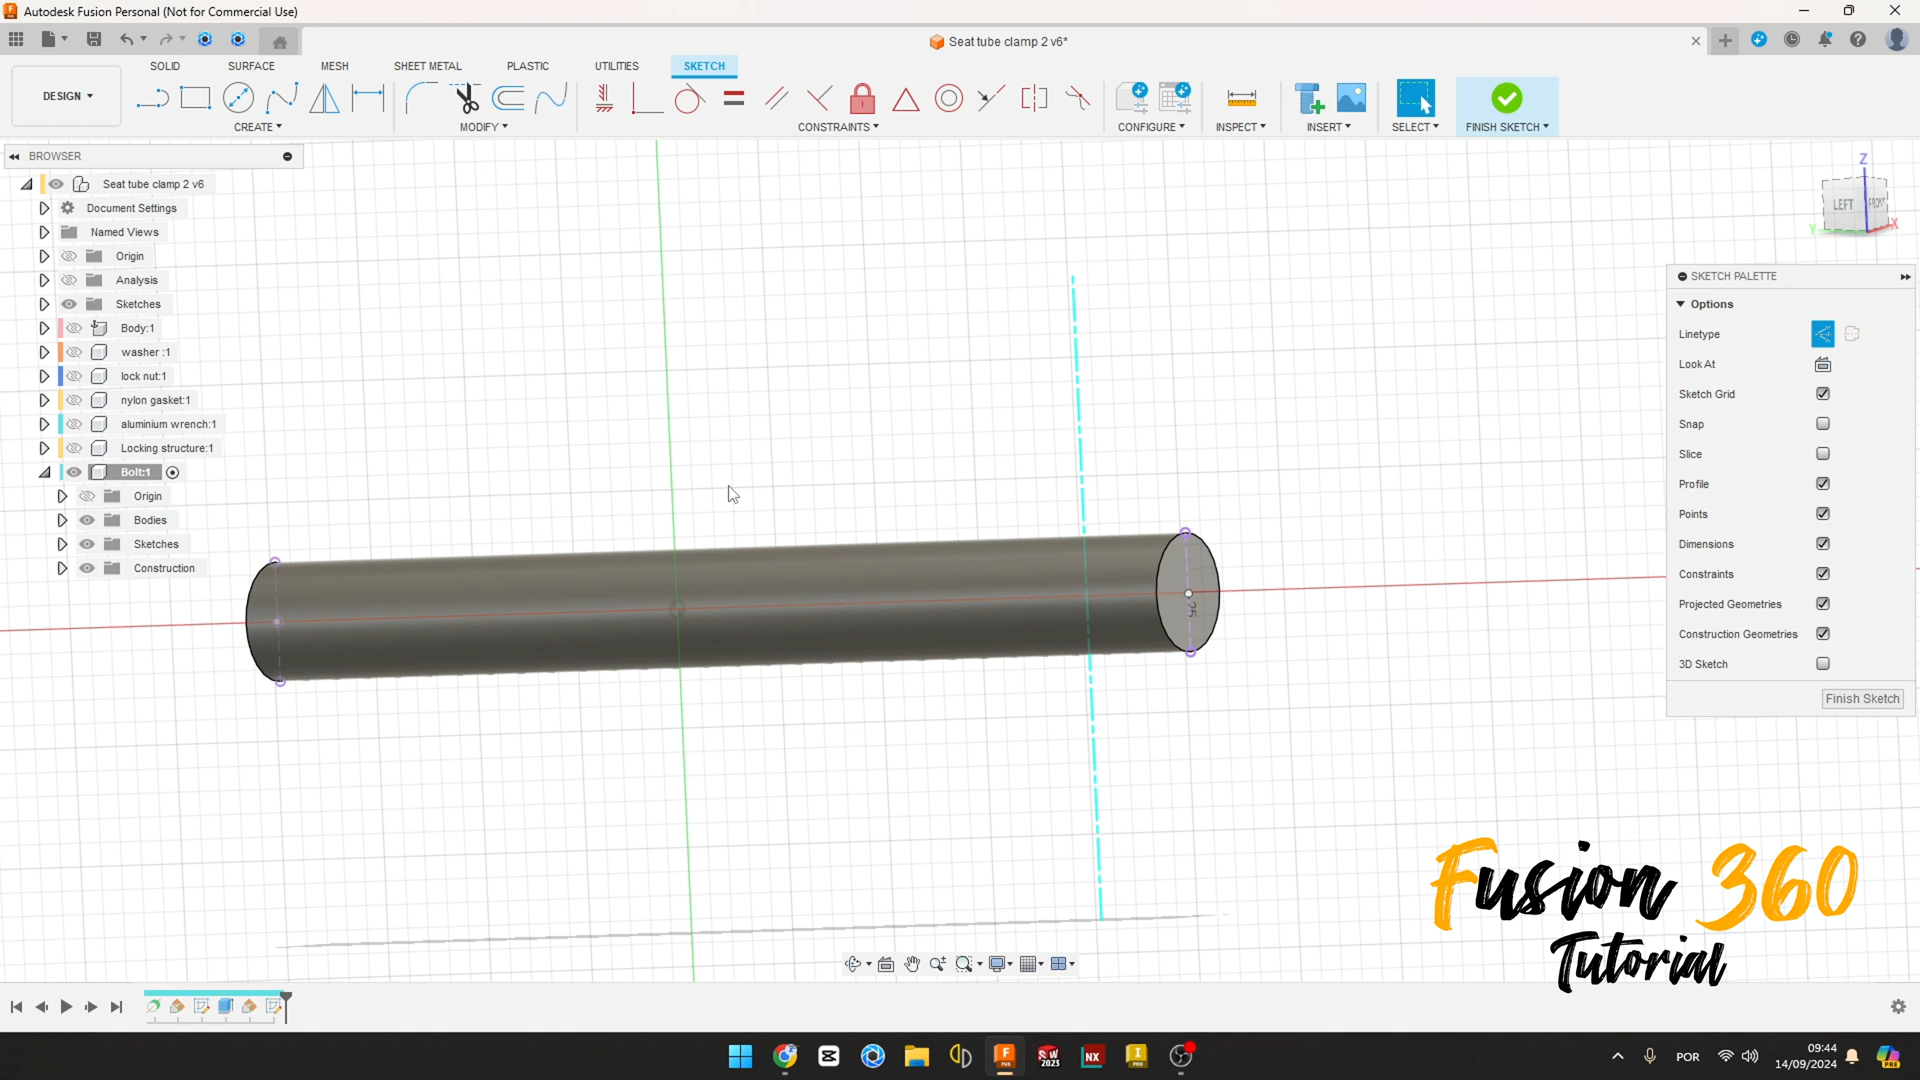 Autodesk Fusion Personal (Not for Commercial Use)
Seat tube clamp 2 v6*
SOLID SURFACE MESH SHEET METAL PLASTIC UTILITIES SKETCH
DESIGN
CREATE MODIFY CONSTRAINTS CONFIGURE INSPECT INSERT SELECT FINISH SKETCH
BROWSER
Seat tube clamp 2 v6
Document Settings
Named Views
Origin
Analysis
Sketches
Body:1
washer :1
lock nut:1
nylon gasket:1
aluminium wrench:1
Locking structure:1
Bolt:1
Origin
Bodies
Sketches
Construction
Z
LEFT FRONT
Y X
SKETCH PALETTE
Options
Linetype
Look At
Sketch Grid
Snap
Slice
Profile
Points
Dimensions
Constraints
Projected Geometries
Construction Geometries
3D Sketch
Finish Sketch
25
Fusion 360
Tutorial
POR
09:44
14/09/2024